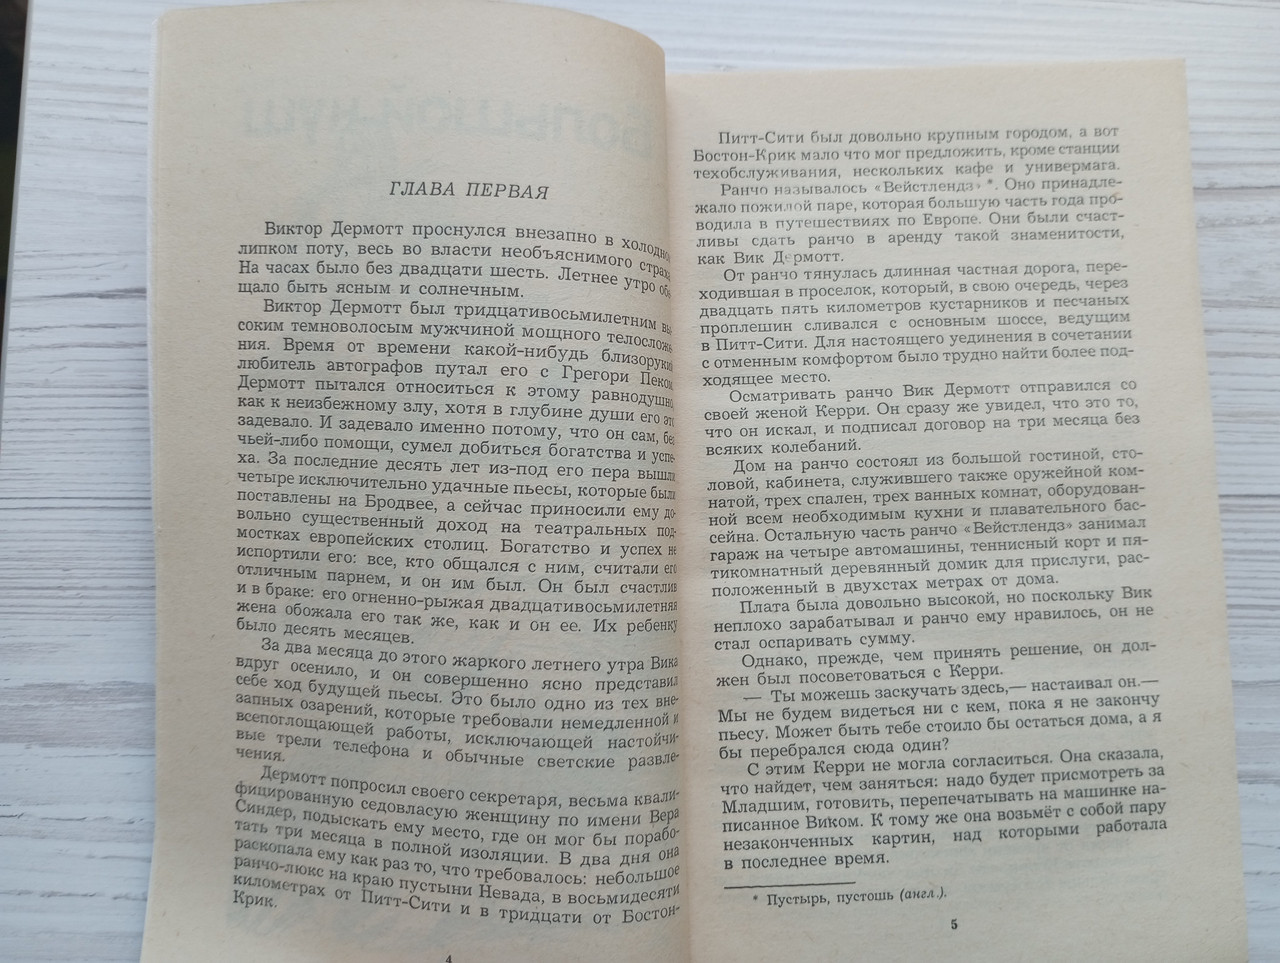 ГЛАВА ПЕРВАЯ
Виктор Дермотт проснулся внезапно в холодном
липком поту, весь во власти необъяснимого страха.
На часах было без двадцати шесть. Летнее утро обе-
щало быть ясным и солнечным.
Виктор Дермотт был тридцативосьмилетним вы-
соким темноволосым мужчиной мощного телосложе-
ния. Время от времени какой-нибудь близорукий
любитель автографов путал его с Грегори Пеком.
Дермотт пытался относиться к этому равнодушно,
как к неизбежному злу, хотя в глубине души его это
задевало. И задевало именно потому, что он сам, без
чьей-либо помощи, сумел добиться богатства и успе-
ха. За последние десять лет из-под его пера вышли
четыре исключительно удачные пьесы, которые были
поставлены на Бродвее, а сейчас приносили ему до-
вольно существенный доход на театральных под-
мостках европейских столиц. Богатство и успех не
испортили его: все, кто общался с ним, считали его
отличным парнем, и он им был. Он был счастлив
и в браке: его огненно-рыжая двадцативосьмилетняя
жена обожала его так же, как и он ее. Их ребенку
было десять месяцев.
За два месяца до этого жаркого летнего утра Вика
вдруг осенило, и он совершенно ясно представил
себе ход будущей пьесы. Это было одно из тех вне-
запных озарений, которые требовали немедленной и
всепоглощающей работы, исключающей настойчи-
вые трели телефона и обычные светские развле-
чения.
Дермотт попросил своего секретаря, весьма квали-
фицированную седовласую женщину по имени Вера
Синдер, подыскать ему место, где он мог бы порабо-
тать три месяца в полной изоляции. В два дня она
раскопала ему как раз то, что требовалось: небольшое
ранчо-люкс на краю пустыни Невада, в восьмидесяти
километрах от Питт-Сити и в тридцати от Бостон-
Крик.
4
Питт-Сити был довольно крупным городом, а вот
Бостон-Крик мало что мог предложить, кроме станции
техобслуживания, нескольких кафе и универмага.
Ранчо называлось «Вейстлендз» *. Оно принадле-
жало пожилой паре, которая большую часть года про-
водила в путешествиях по Европе. Они были счаст-
ливы сдать ранчо в аренду такой знаменитости,
как Вик Дермотт.
От ранчо тянулась длинная частная дорога, пере-
ходившая в проселок, который, в свою очередь, через
двадцать пять километров кустарников и песчаных
проплешин сливался с основным шоссе, ведущим
в Питт-Сити. Для настоящего уединения в сочетании
с отменным комфортом было трудно найти более под-
ходящее место.
Осматривать ранчо Вик Дермотт отправился со
своей женой Керри. Он сразу же увидел, что это то,
что он искал, и подписал договор на три месяца без
всяких колебаний.
Дом на ранчо состоял из большой гостиной, сто-
ловой, кабинета, служившего также оружейной ком-
натой, трех спален, трех ванных комнат, оборудован-
ной всем необходимым кухни и плавательного бас-
сейна. Остальную часть ранчо «Вейстлендз» занимал
гараж на четыре автомашины, теннисный корт и пя-
тикомнатный деревянный домик для прислуги, рас-
положенный в двухстах метрах от дома.
Плата была довольно высокой, но поскольку Вик
неплохо зарабатывал и ранчо ему нравилось, он не
стал оспаривать сумму.
Однако, прежде, чем принять решение, он дол-
жен был посоветоваться с Керри.
— Ты можешь заскучать здесь,— настаивал он.—
Мы не будем видеться ни с кем, пока я не закончу
пьесу. Может быть тебе стоило бы остаться дома, а я
бы перебрался сюда один?
С этим Керри не могла согласиться. Она сказала,
что найдет, чем заняться: надо будет присмотреть за
Младшим, готовить, перепечатывать на машинке на-
писанное Виком. К тому же она возьмёт с собой пару
незаконченных картин, над которыми работала
в последнее время.
* Пустырь, пустошь (англ.).
5